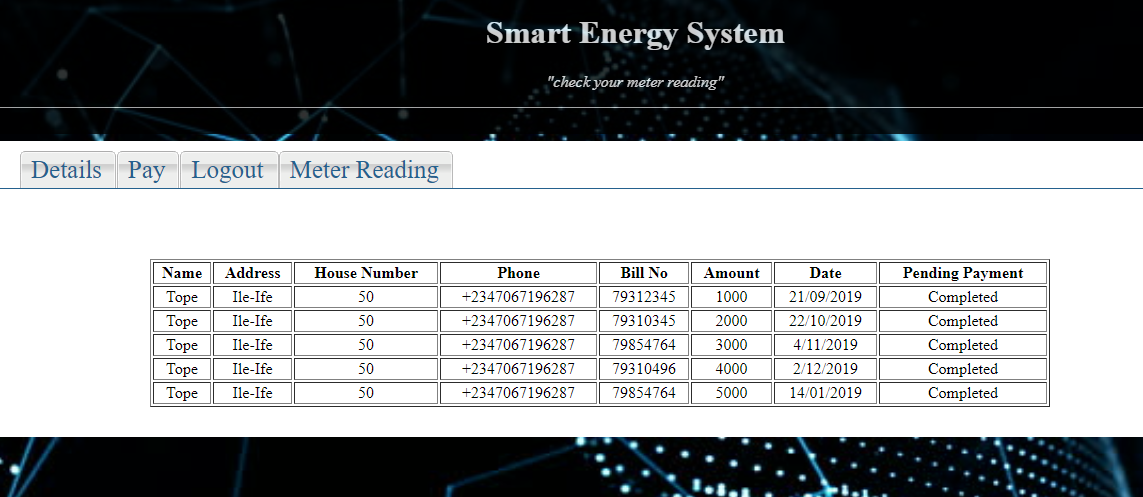 Smart Energy System
"check your meter reading"
Details Pay Logout Meter Reading
Name Address House Number Phone Bill No Amount Date Pending Payment
Tope Ile-Ife 50 +2347067196287 79312345 1000 21/09/2019 Completed
Tope Ile-Ife 50 +2347067196287 79310345 2000 22/10/2019 Completed
Tope Ile-Ife 50 +2347067196287 79854764 3000 4/11/2019 Completed
Tope Ile-Ife 50 +2347067196287 79310496 4000 2/12/2019 Completed
Tope Ile-Ife 50 +2347067196287 79854764 5000 14/01/2019 Completed